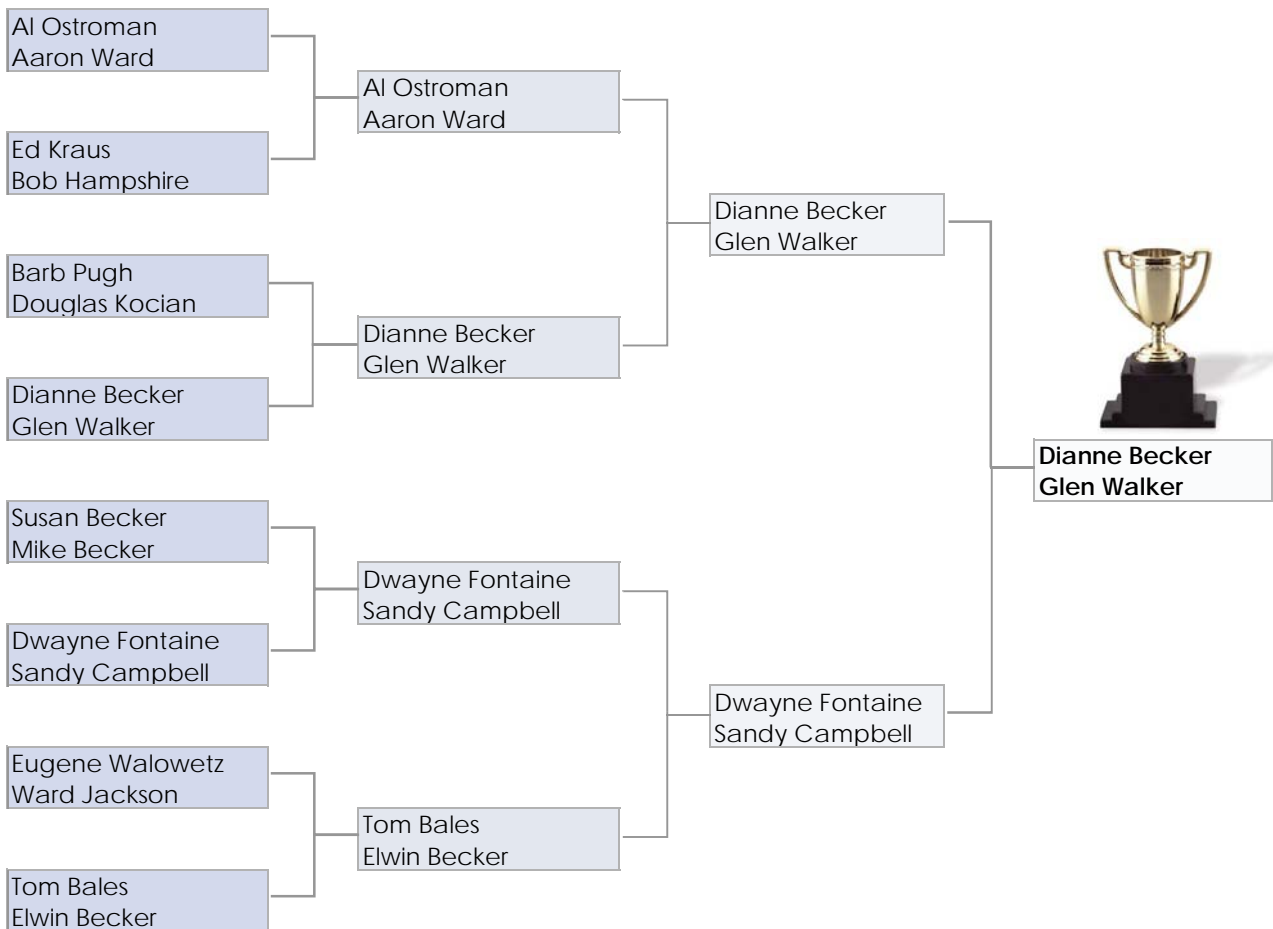 Al Ostroman
Aaron Ward
Ed Kraus
Bob Hampshire
Barb Pugh
Douglas Kocian
Dianne Becker
Glen Walker
Susan Becker
Mike Becker
Dwayne Fontaine
Sandy Campbell
Eugene Walowetz
Ward Jackson
Tom Bales
Elwin Becker
Al Ostroman
Aaron Ward
Dianne Becker
Glen Walker
Dwayne Fontaine
Sandy Campbell
Tom Bales
Elwin Becker
Dianne Becker
Glen Walker
Dwayne Fontaine
Sandy Campbell
Dianne Becker
Glen Walker